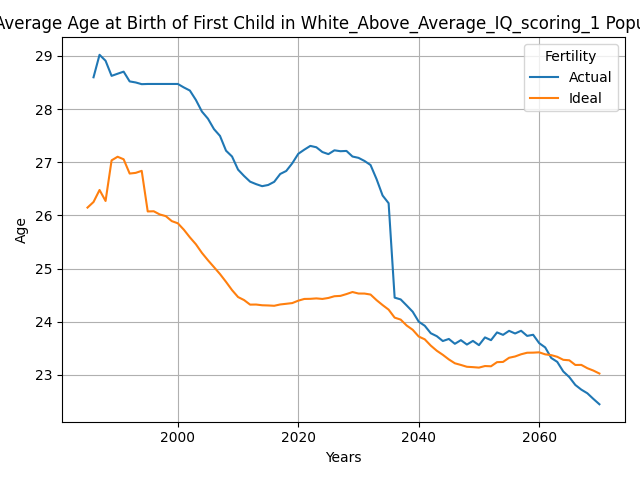 Average Age at Birth of First Child in White_Above_Average_IQ_scoring_1
Fertility
Actual
Ideal
29
28
27
26
25
24
23
Age
2000
2020
2040
2060
Years